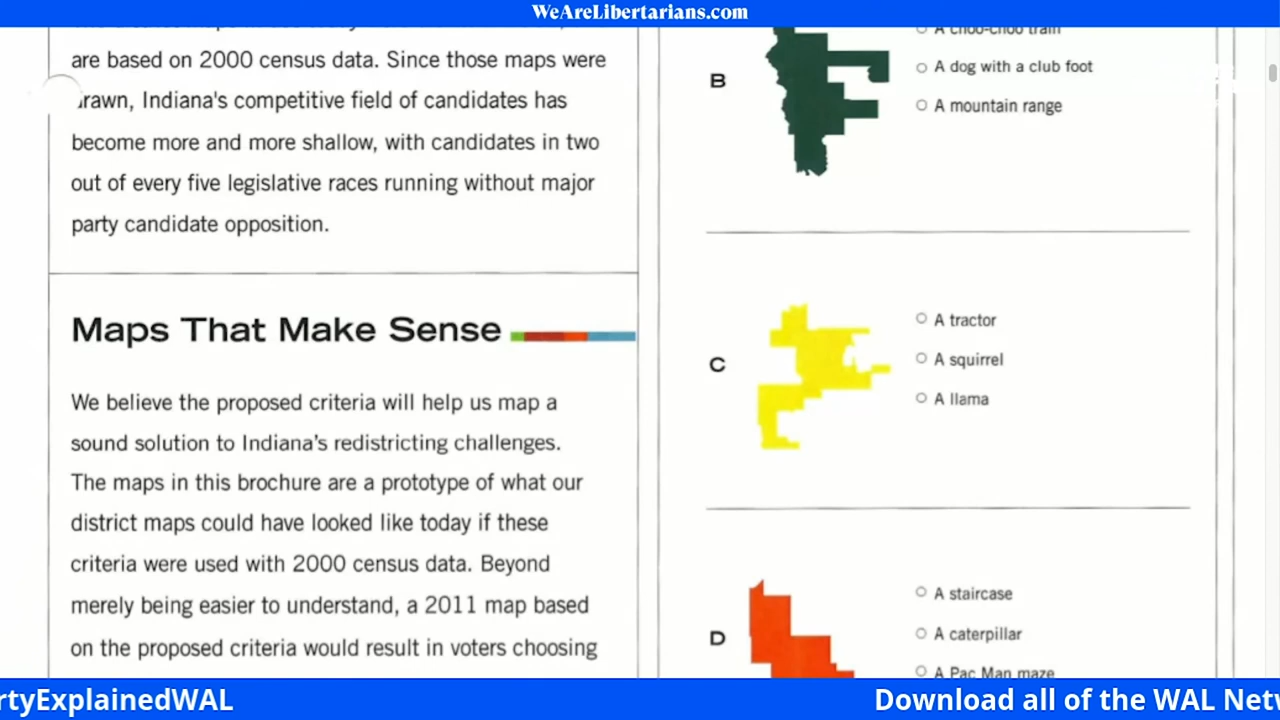 WeAreLibertarians.com
are based on 2000 census data. Since those maps were
drawn, Indiana's competitive field of candidates has
become more and more shallow, with candidates in two
out of every five legislative races running without major
party candidate opposition.
Maps That Make Sense
We believe the proposed criteria will help us map a
sound solution to Indiana's redistricting challenges.
The maps in this brochure are a prototype of what our
district maps could have looked like today if these
criteria were used with 2000 census data. Beyond
merely being easier to understand, a 2011 map based
on the proposed criteria would result in voters choosing
B
A choo-choo train
A dog with a club foot
A mountain range
C
A tractor
A squirrel
A llama
D
A staircase
A caterpillar
A Pac Man maze
rtyExplainedWAL
Download all of the WAL Netw